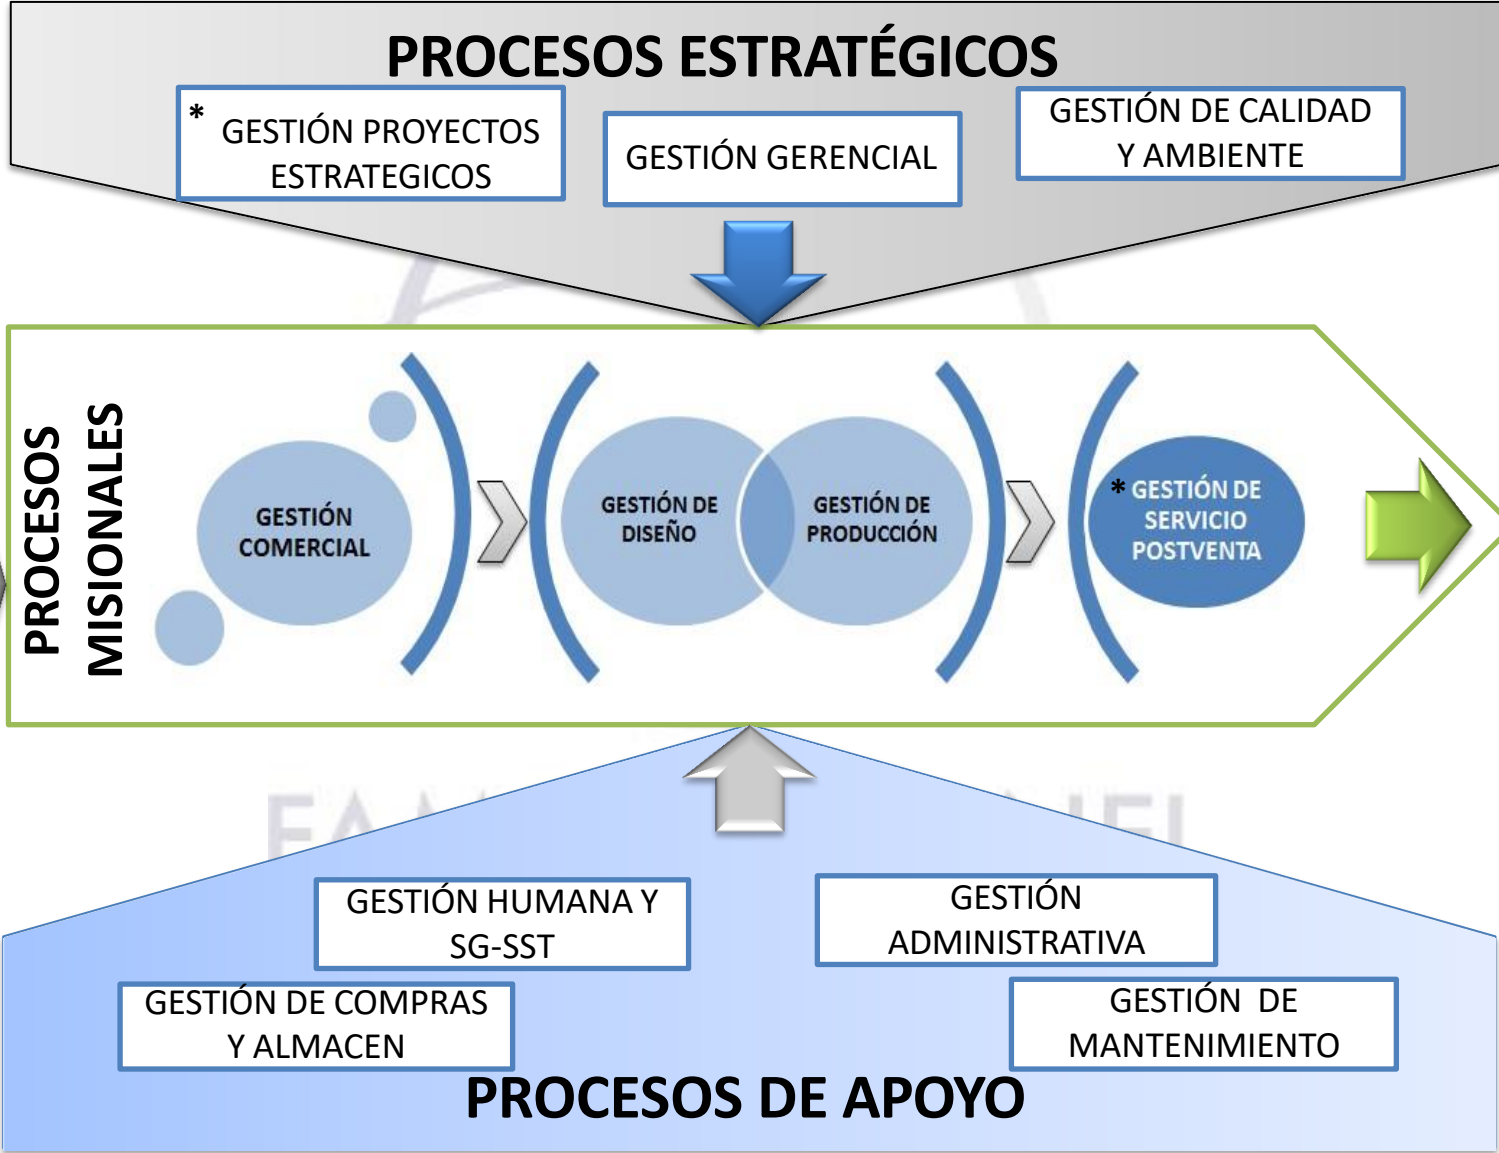 PROCESOS ESTRATÉGICOS
*
GESTIÓN PROYECTOS
ESTRATEGICOS
GESTIÓN GERENCIAL
GESTIÓN DE CALIDAD
Y AMBIENTE
PROCESOS
MISIONALES
GESTIÓN
COMERCIAL
GESTIÓN DE
DISEÑO
GESTIÓN DE
PRODUCCIÓN
* GESTIÓN DE
SERVICIO
POSTVENTA
GESTIÓN HUMANA Y
SG-SST
GESTIÓN
ADMINISTRATIVA
GESTIÓN DE COMPRAS
Y ALMACEN
GESTIÓN DE
MANTENIMIENTO
PROCESOS DE APOYO